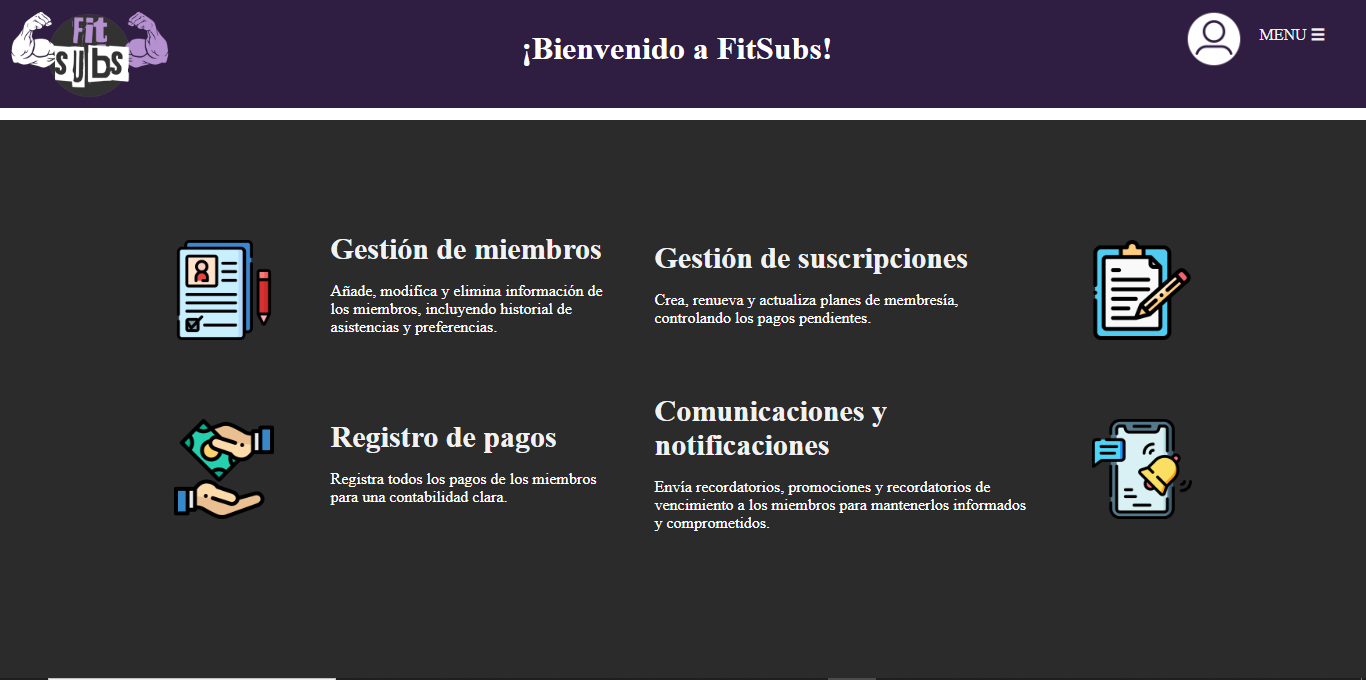 Fit
SUbS
¡Bienvenido a FitSubs!
MENU ☰
Gestión de miembros
Añade, modifica y elimina información de
los miembros, incluyendo historial de
asistencias y preferencias.
Gestión de suscripciones
Crea, renueva y actualiza planes de membresía,
controlando los pagos pendientes.
Registro de pagos
Registra todos los pagos de los miembros
para una contabilidad clara.
Comunicaciones y
notificaciones
Envía recordatorios, promociones y recordatorios de
vencimiento a los miembros para mantenerlos informados
y comprometidos.